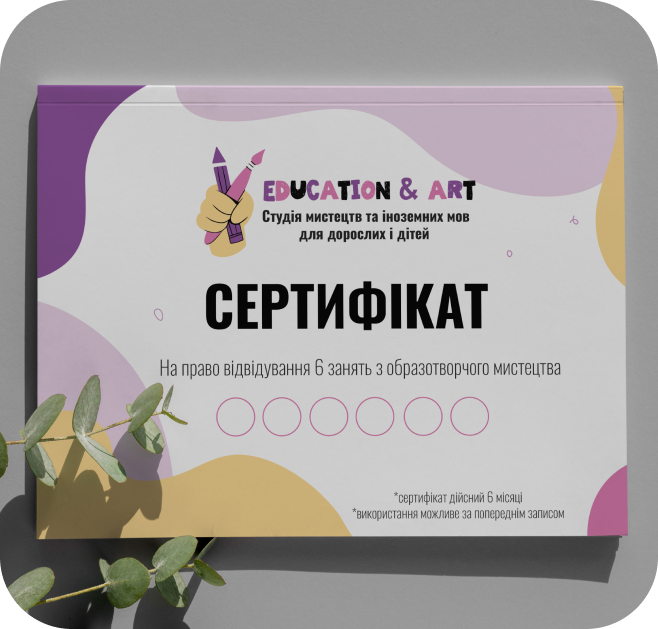 EDUCATION & ART
Студія мистецтв та іноземних мов
для дорослих і дітей
СЕРТИФІКАТ
На право відвідування 6 занять з образотворчого мистецтва
*сертифікат дійсний 6 місяці
*використання можливе за попереднім записом